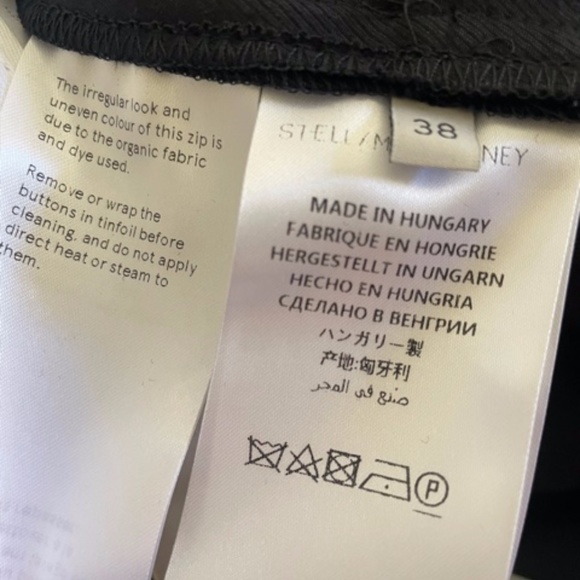 The irregular look and
uneven colour of this zip is
due to the organic fabric
and dye used.
Remove or wrap the
buttons in tinfoil before
cleaning, and do not apply
direct heat or steam to
them.
STELL M NEY
38
MADE IN HUNGARY
FABRIQUE EN HONGRIE
HERGESTELLT IN UNGARN
HECHO EN HUNGRIA
СДЕЛАНО В ВЕНГРИИ
ハンガリー製
产地:匈牙利
صنع في المجر
P